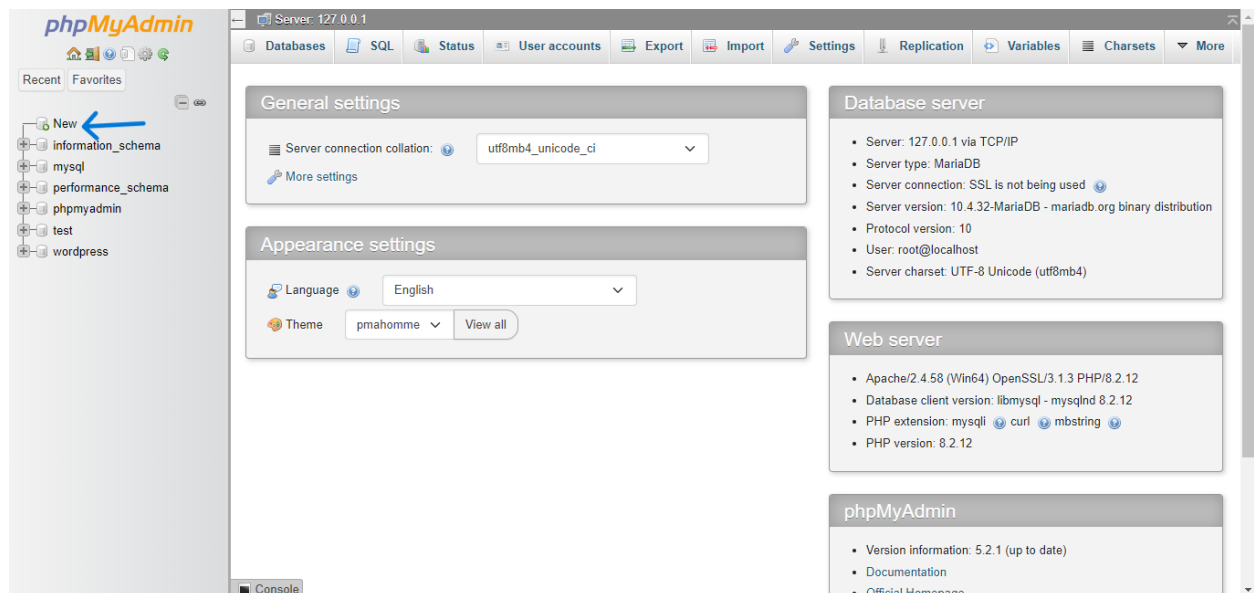 phpMyAdmin
Recent Favorites
New
information_schema
mysql
performance_schema
phpmyadmin
test
wordpress
Server: 127.0.0.1
Databases SQL Status User accounts Export Import Settings Replication Variables Charsets More
General settings
Server connection collation: utf8mb4_unicode_ci
More settings
Appearance settings
Language English
Theme pmahomme View all
Database server
Server: 127.0.0.1 via TCP/IP
Server type: MariaDB
Server connection: SSL is not being used
Server version: 10.4.32-MariaDB - mariadb.org binary distribution
Protocol version: 10
User: root@localhost
Server charset: UTF-8 Unicode (utf8mb4)
Web server
Apache/2.4.58 (Win64) OpenSSL/3.1.3 PHP/8.2.12
Database client version: libmysql - mysqlnd 8.2.12
PHP extension: mysqli curl mbstring
PHP version: 8.2.12
phpMyAdmin
Version information: 5.2.1 (up to date)
Documentation
Official Homepage
Console